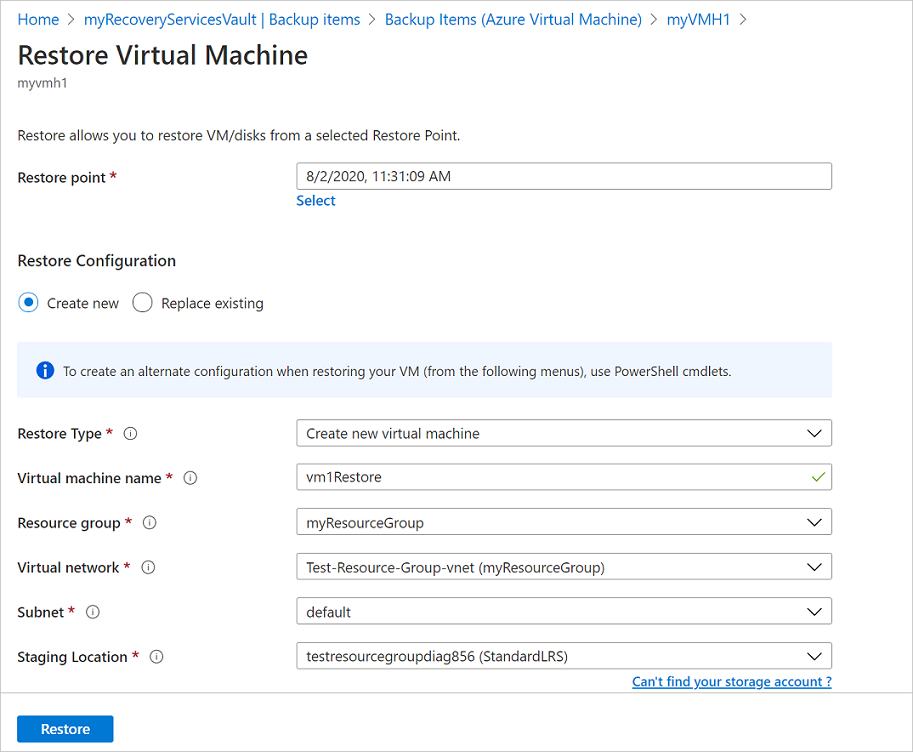 Home > myRecoveryServicesVault | Backup items > Backup Items (Azure Virtual Machine) > myVMH1 >
Restore Virtual Machine
myvmh1
Restore allows you to restore VM/disks from a selected Restore Point.
Restore point * 8/2/2020, 11:31:09 AM
Select
Restore Configuration
Create new Replace existing
To create an alternate configuration when restoring your VM (from the following menus), use PowerShell cmdlets.
Restore Type * Create new virtual machine
Virtual machine name * vm1Restore
Resource group * myResourceGroup
Virtual network * Test-Resource-Group-vnet (myResourceGroup)
Subnet * default
Staging Location * testresourcegroupdiag856 (StandardLRS)
Can't find your storage account ?
Restore